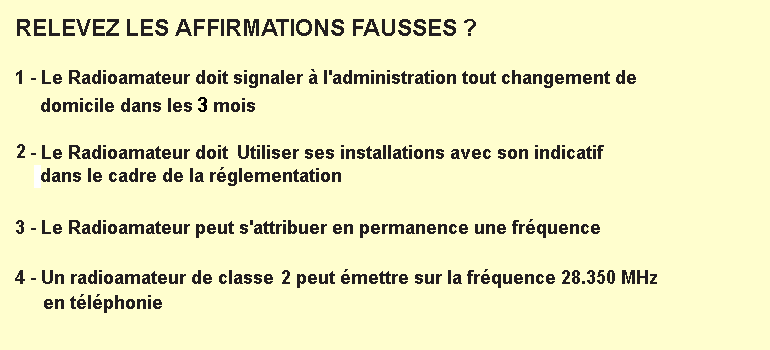 RELEVEZ LES AFFIRMATIONS FAUSSES ?
1 - Le Radioamateur doit signaler à l'administration tout changement de
domicile dans les 3 mois
2 - Le Radioamateur doit Utiliser ses installations avec son indicatif
dans le cadre de la réglementation
3 - Le Radioamateur peut s'attribuer en permanence une fréquence
4 - Un radioamateur de classe 2 peut émettre sur la fréquence 28.350 MHz
en téléphonie